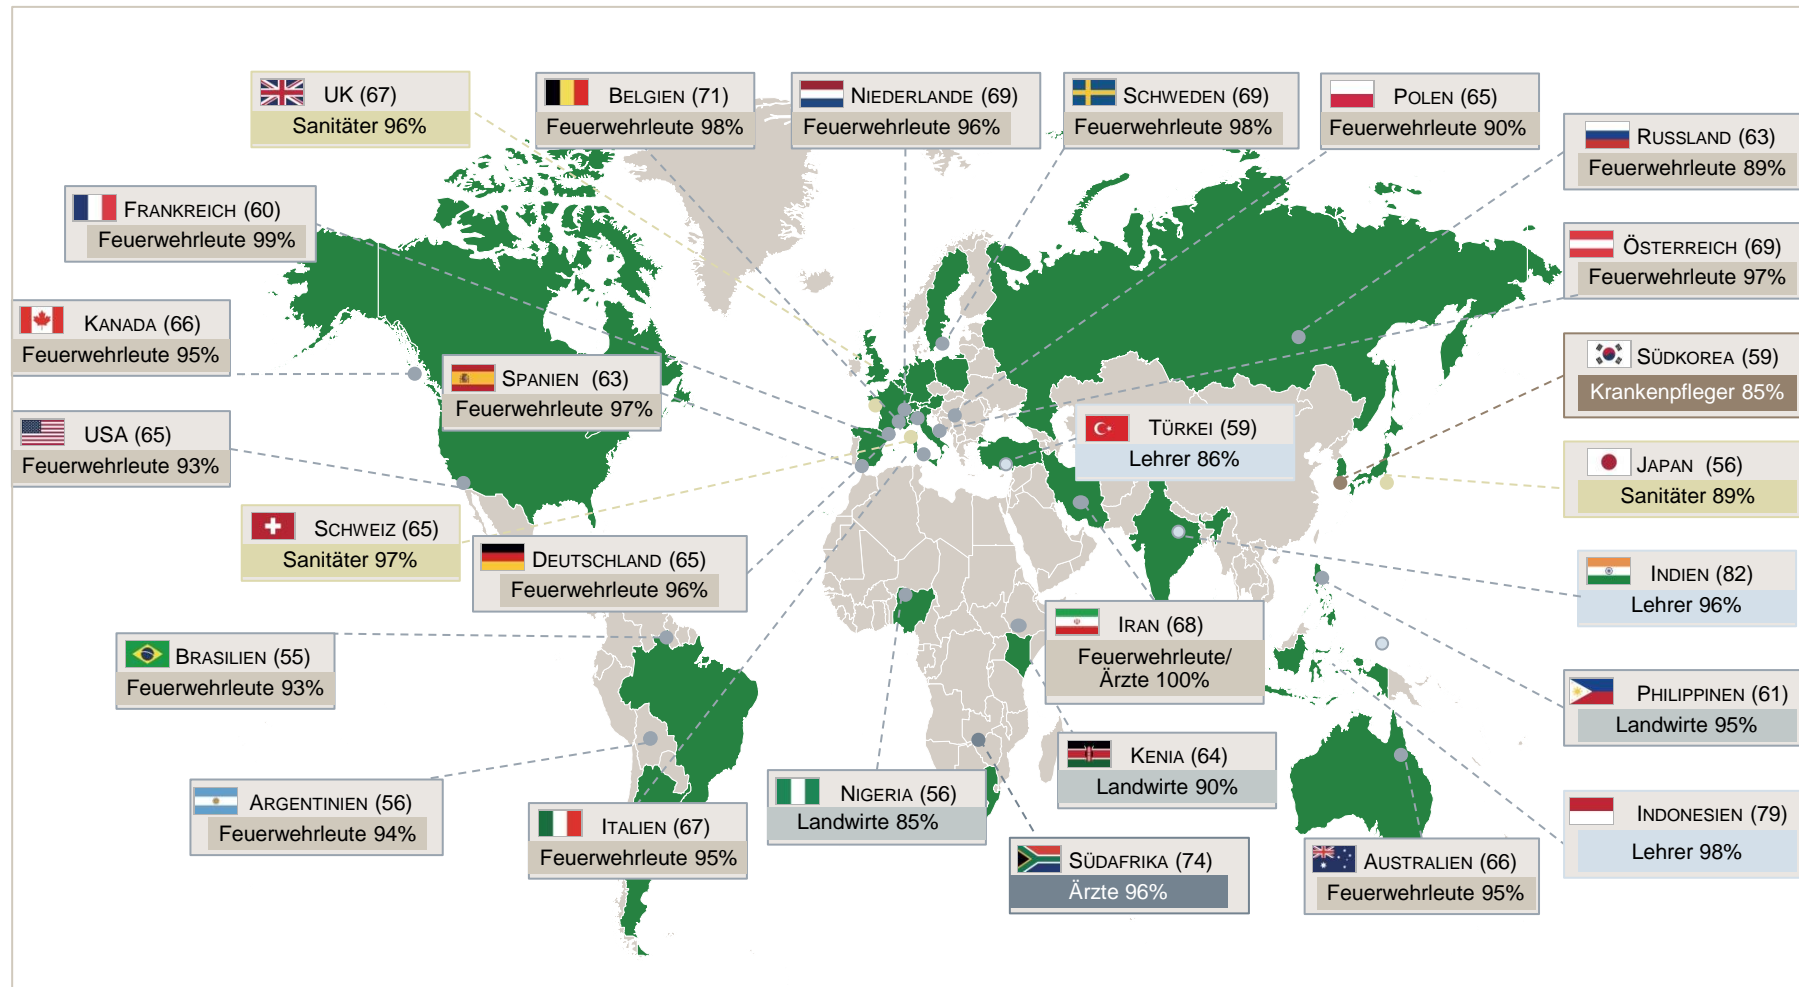 UK (67)
Sanitäter 96%
BELGIEN (71)
Feuerwehrleute 98%
NIEDERLANDE (69)
Feuerwehrleute 96%
SCHWEDEN (69)
Feuerwehrleute 98%
POLEN (65)
Feuerwehrleute 90%
RUSSLAND (63)
Feuerwehrleute 89%
FRANKREICH (60)
Feuerwehrleute 99%
ÖSTERREICH (69)
Feuerwehrleute 97%
KANADA (66)
Feuerwehrleute 95%
SPANIEN (63)
Feuerwehrleute 97%
SÜDKOREA (59)
Krankenpfleger 85%
USA (65)
Feuerwehrleute 93%
TÜRKEI (59)
Lehrer 86%
JAPAN (56)
Sanitäter 89%
SCHWEIZ (65)
Sanitäter 97%
DEUTSCHLAND (65)
Feuerwehrleute 96%
INDIEN (82)
Lehrer 96%
IRAN (68)
Feuerwehrleute/
Ärzte 100%
BRASILIEN (55)
Feuerwehrleute 93%
PHILIPPINEN (61)
Landwirte 95%
KENIA (64)
Landwirte 90%
ARGENTINIEN (56)
Feuerwehrleute 94%
NIGERIA (56)
Landwirte 85%
ITALIEN (67)
Feuerwehrleute 95%
SÜDAFRIKA (74)
Ärzte 96%
AUSTRALIEN (66)
Feuerwehrleute 95%
INDONESIEN (79)
Lehrer 98%